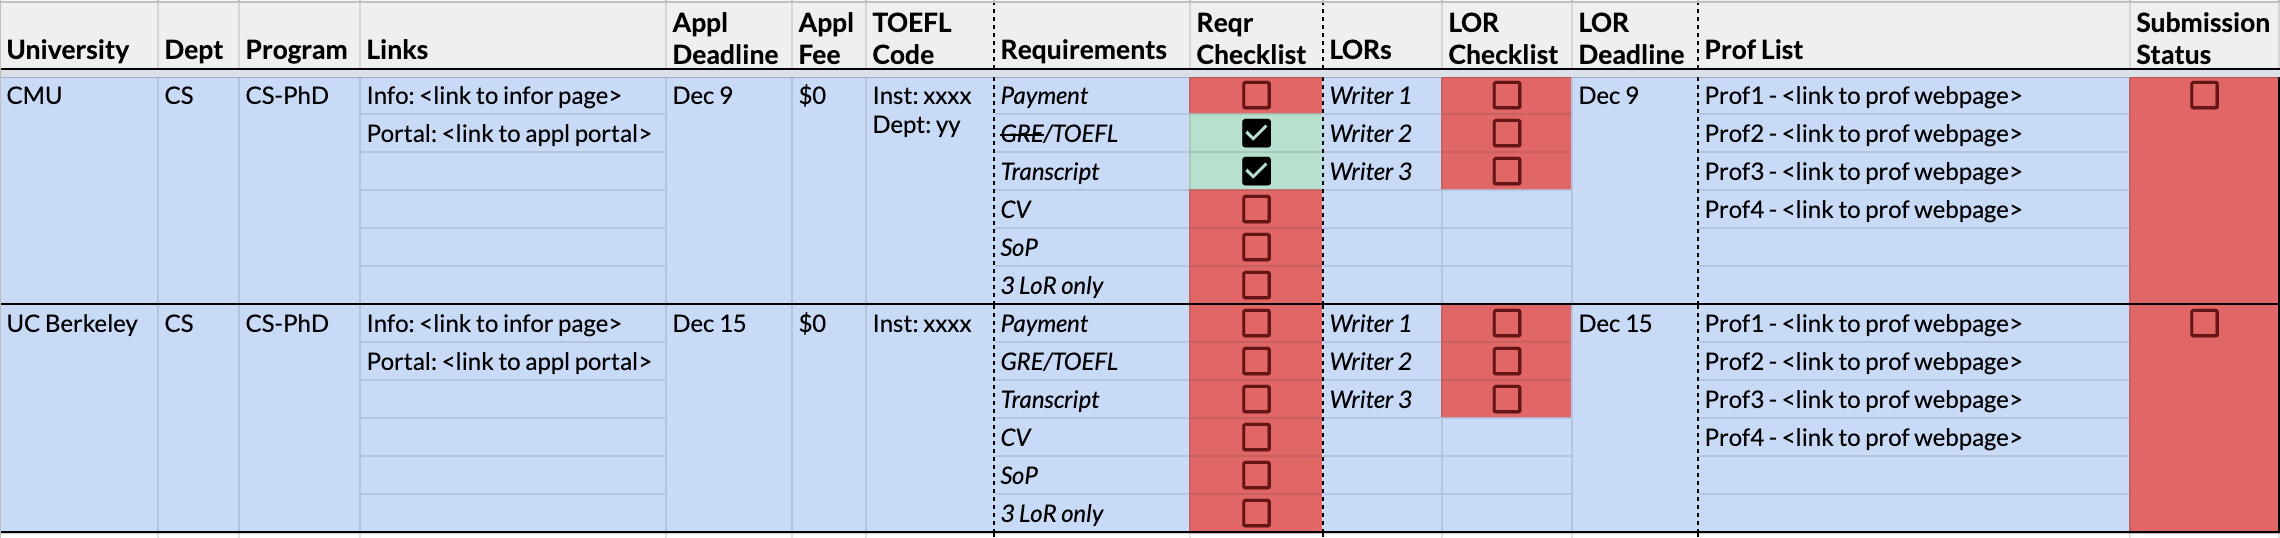 University Dept Program Links Appl Deadline Appl Fee TOEFL Code Requirements Reqr Checklist LORs LOR Checklist LOR Deadline Prof List Submission Status
CMU CS CS-PhD Info: <link to infor page> Dec 9 $0 Inst: xxxx Payment Writer 1 Dec 9 Prof1 - <link to prof webpage>
Portal: <link to appl portal> Dept: yy GRE/TOEFL Writer 2 Prof2 - <link to prof webpage>
Transcript Writer 3 Prof3 - <link to prof webpage>
CV Prof4 - <link to prof webpage>
SoP
3 LoR only
UC Berkeley CS CS-PhD Info: <link to infor page> Dec 15 $0 Inst: xxxx Payment Writer 1 Dec 15 Prof1 - <link to prof webpage>
Portal: <link to appl portal> GRE/TOEFL Writer 2 Prof2 - <link to prof webpage>
Transcript Writer 3 Prof3 - <link to prof webpage>
CV Prof4 - <link to prof webpage>
SoP
3 LoR only